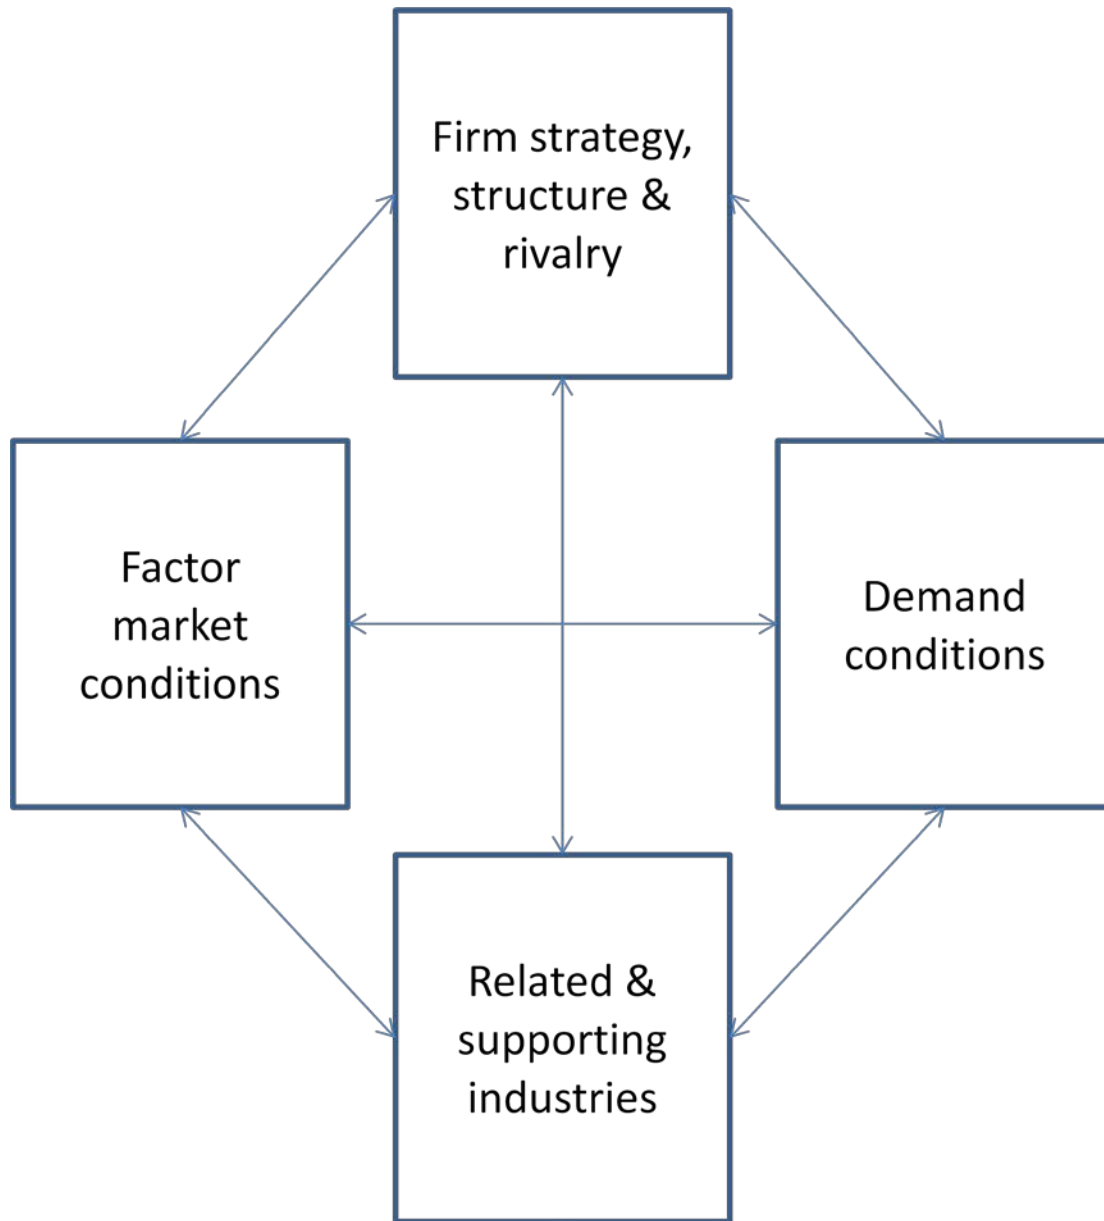 Firm strategy,
structure &
rivalry
Factor
market
conditions
Demand
conditions
Related &
supporting
industries